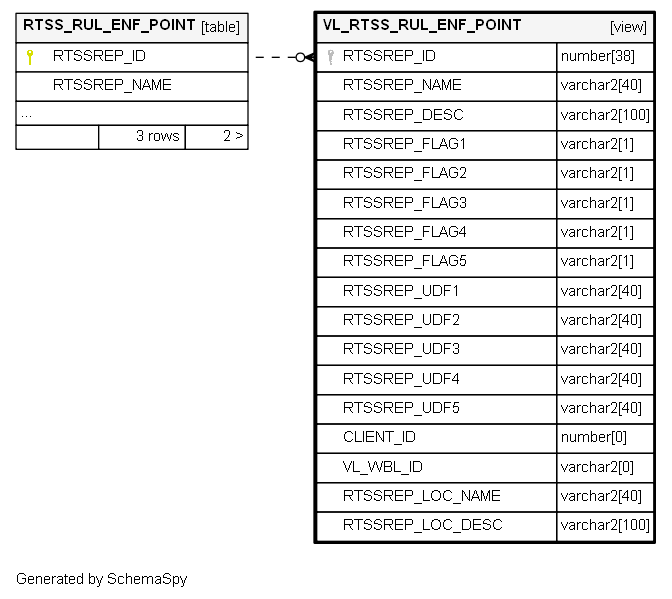 RTSS_RUL_ENF_POINT [table]
RTSSREP_ID
RTSSREP_NAME
...
3 rows 2 >
VL_RTSS_RUL_ENF_POINT [view]
RTSSREP_ID number[38]
RTSSREP_NAME varchar2[40]
RTSSREP_DESC varchar2[100]
RTSSREP_FLAG1 varchar2[1]
RTSSREP_FLAG2 varchar2[1]
RTSSREP_FLAG3 varchar2[1]
RTSSREP_FLAG4 varchar2[1]
RTSSREP_FLAG5 varchar2[1]
RTSSREP_UDF1 varchar2[40]
RTSSREP_UDF2 varchar2[40]
RTSSREP_UDF3 varchar2[40]
RTSSREP_UDF4 varchar2[40]
RTSSREP_UDF5 varchar2[40]
CLIENT_ID number[0]
VL_WBL_ID varchar2[0]
RTSSREP_LOC_NAME varchar2[40]
RTSSREP_LOC_DESC varchar2[100]
Generated by SchemaSpy